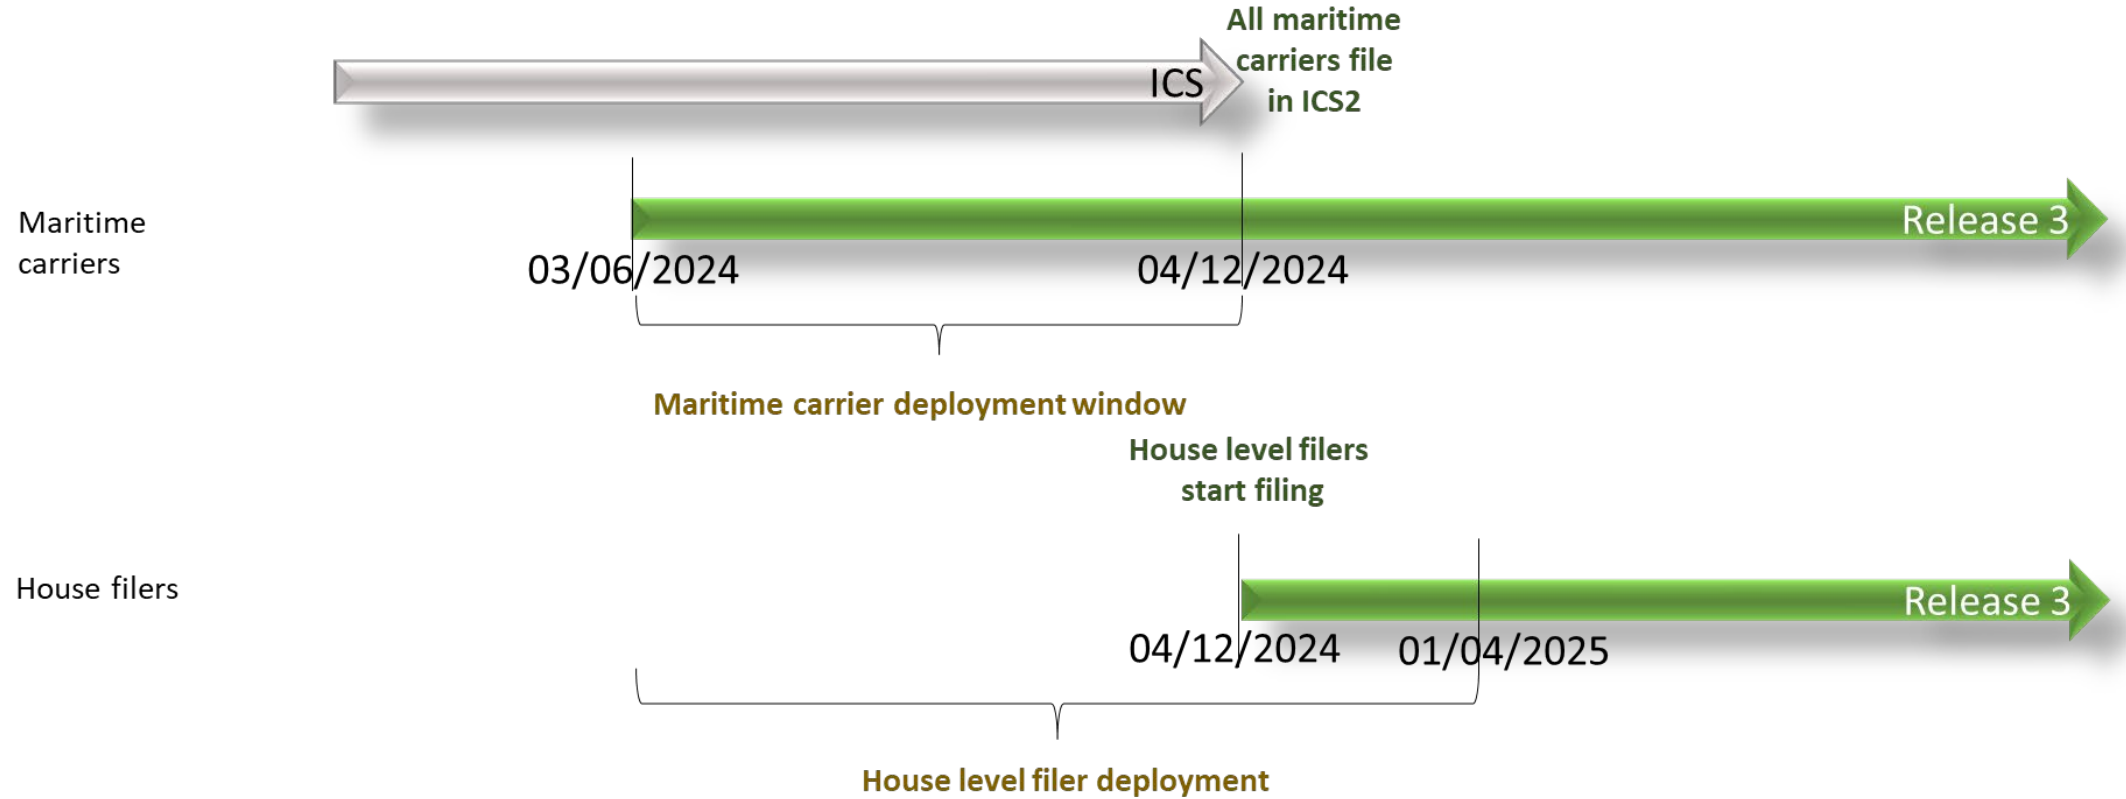 All maritime
carriers file
in ICS2
ICS
Maritime
carriers
Release 3
03/06/2024
04/12/2024
Maritime carrier deployment window
House level filers
start filing
House filers
Release 3
04/12/2024
01/04/2025
House level filer deployment